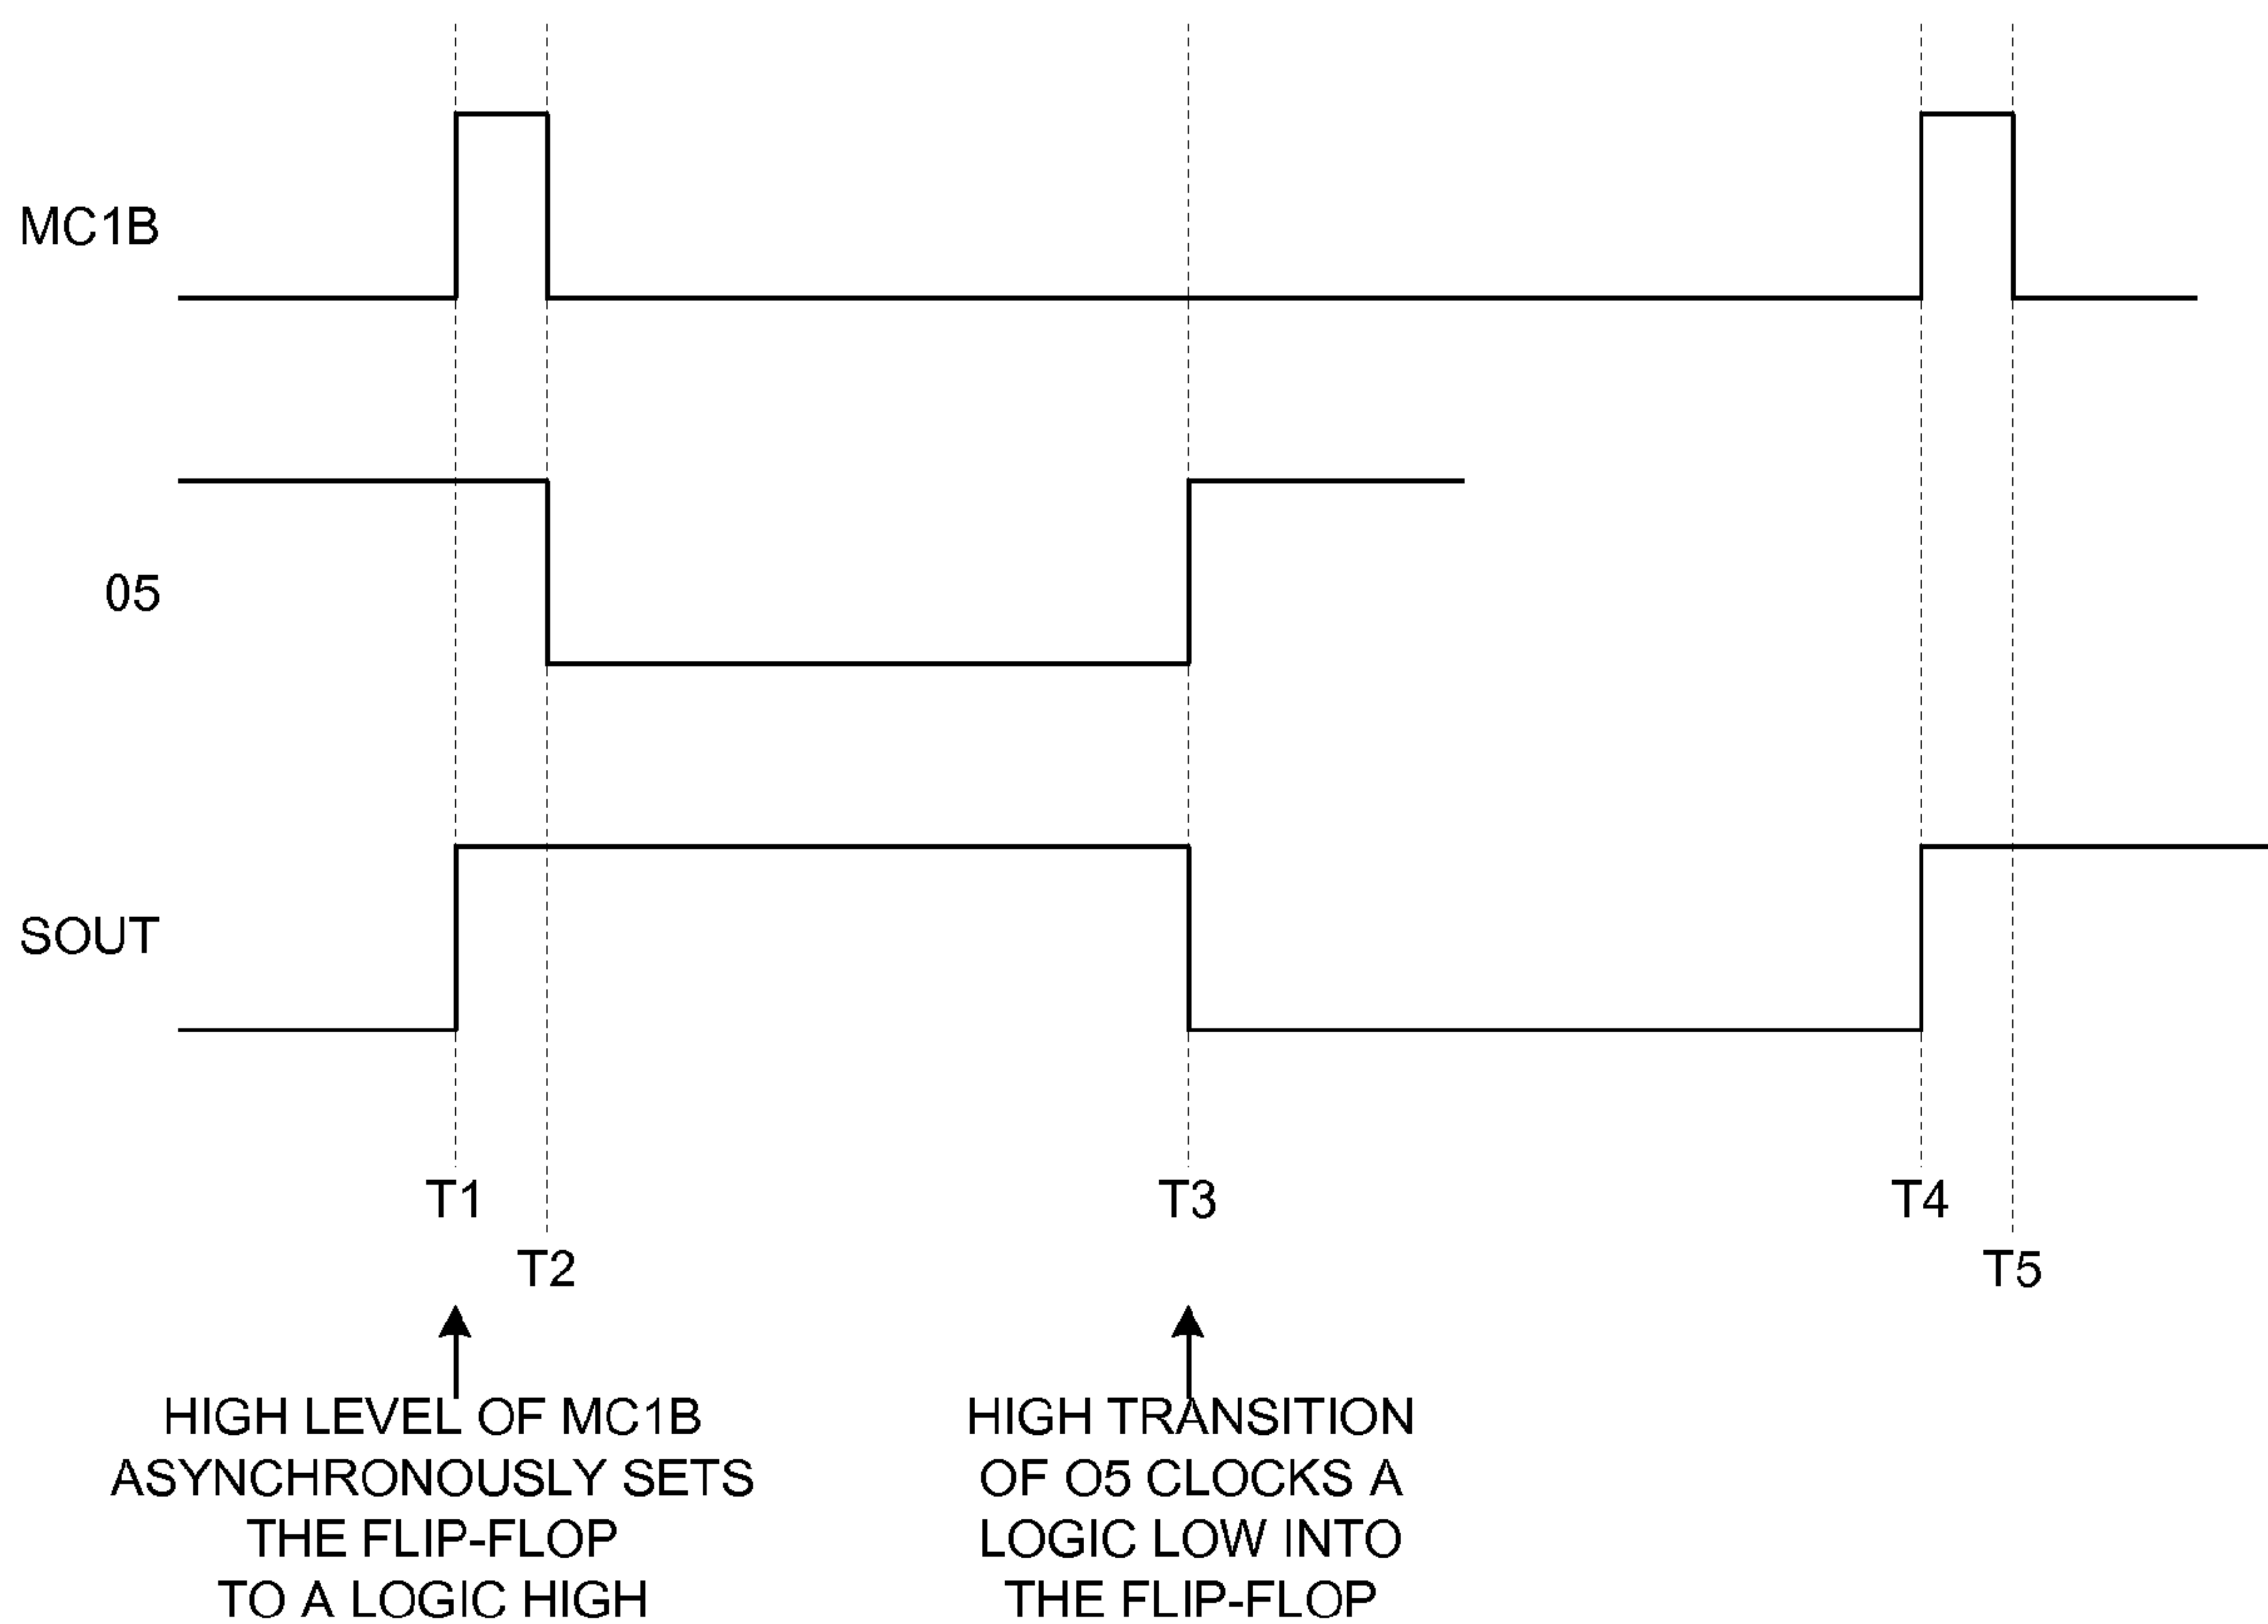 MC1B
05
SOUT
T1
T3
T4
T2
T5
HIGH LEVEL OF MC1B
ASYNCHRONOUSLY SETS
THE FLIP-FLOP
TO A LOGIC HIGH
HIGH TRANSITION
OF O5 CLOCKS A
LOGIC LOW INTO
THE FLIP-FLOP